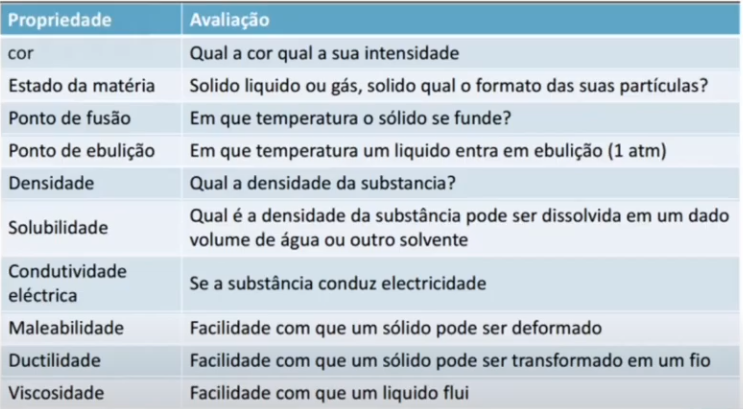 Propriedade Avaliação
cor Qual a cor qual a sua intensidade
Estado da matéria Solido liquido ou gás, solido qual o formato das suas partículas?
Ponto de fusão Em que temperatura o sólido se funde?
Ponto de ebulição Em que temperatura um liquido entra em ebulição (1 atm)
Densidade Qual a densidade da substancia?
Solubilidade Qual é a densidade da substância pode ser dissolvida em um dado
volume de água ou outro solvente
Condutividade
eléctrica Se a substância conduz electricidade
Maleabilidade Facilidade com que um sólido pode ser deformado
Ductilidade Facilidade com que um sólido pode ser transformado em um fio
Viscosidade Facilidade com que um liquido flui